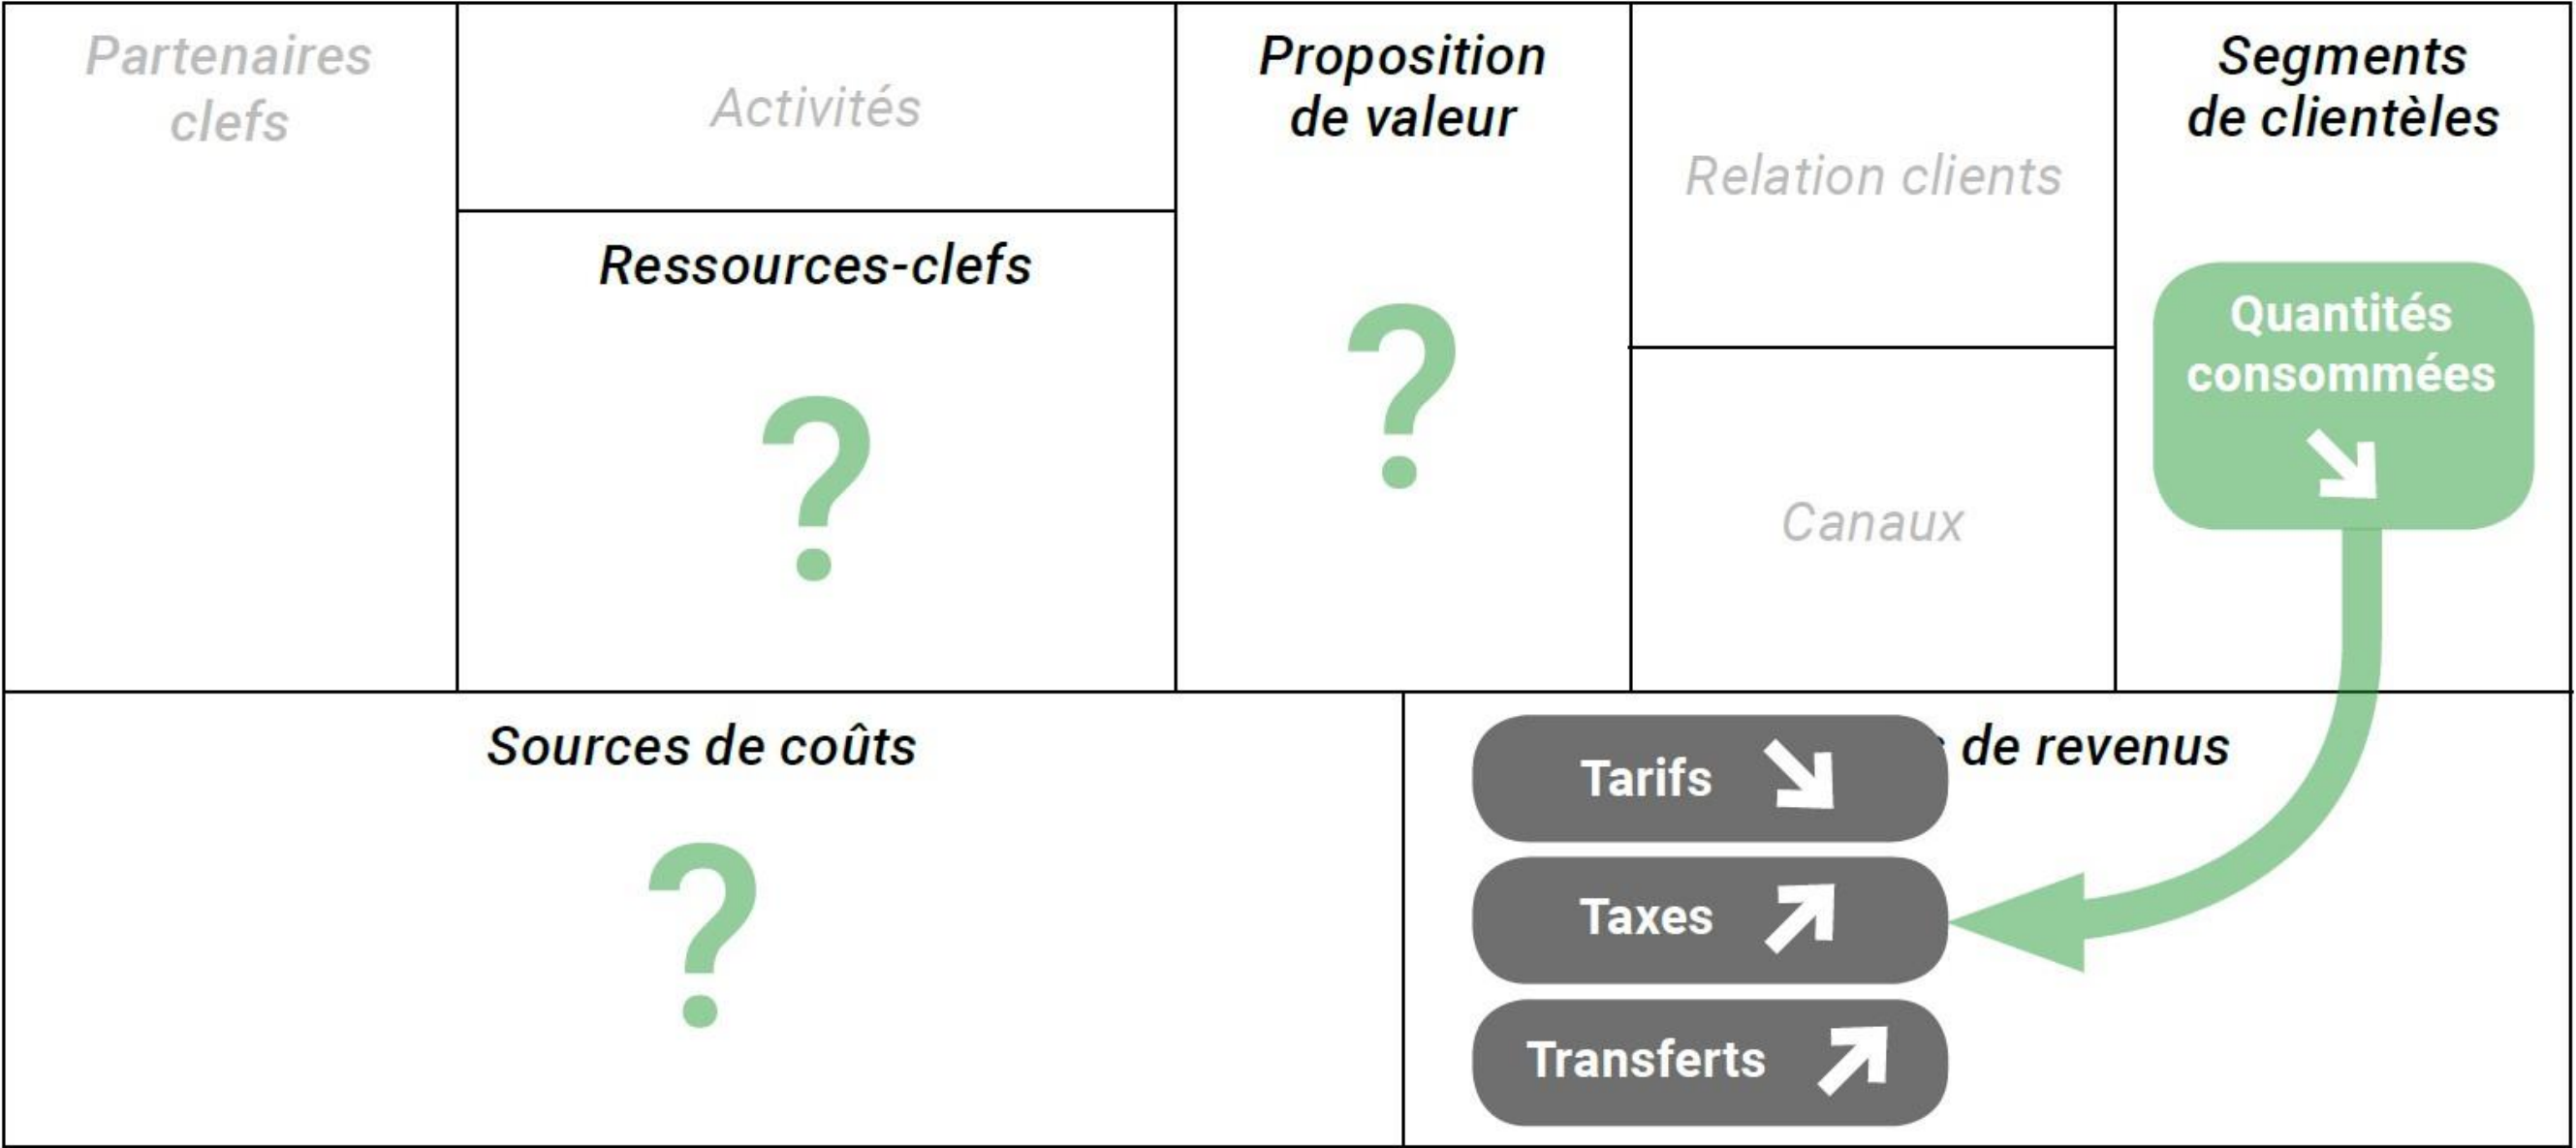 Partenaires
clefs
Activités
Ressources-clefs
?
Proposition
de valeur
?
Relation clients
Canaux
Segments
de clientèles
Quantités
consommées
Sources de coûts
?
de revenus
Tarifs
Taxes
Transferts